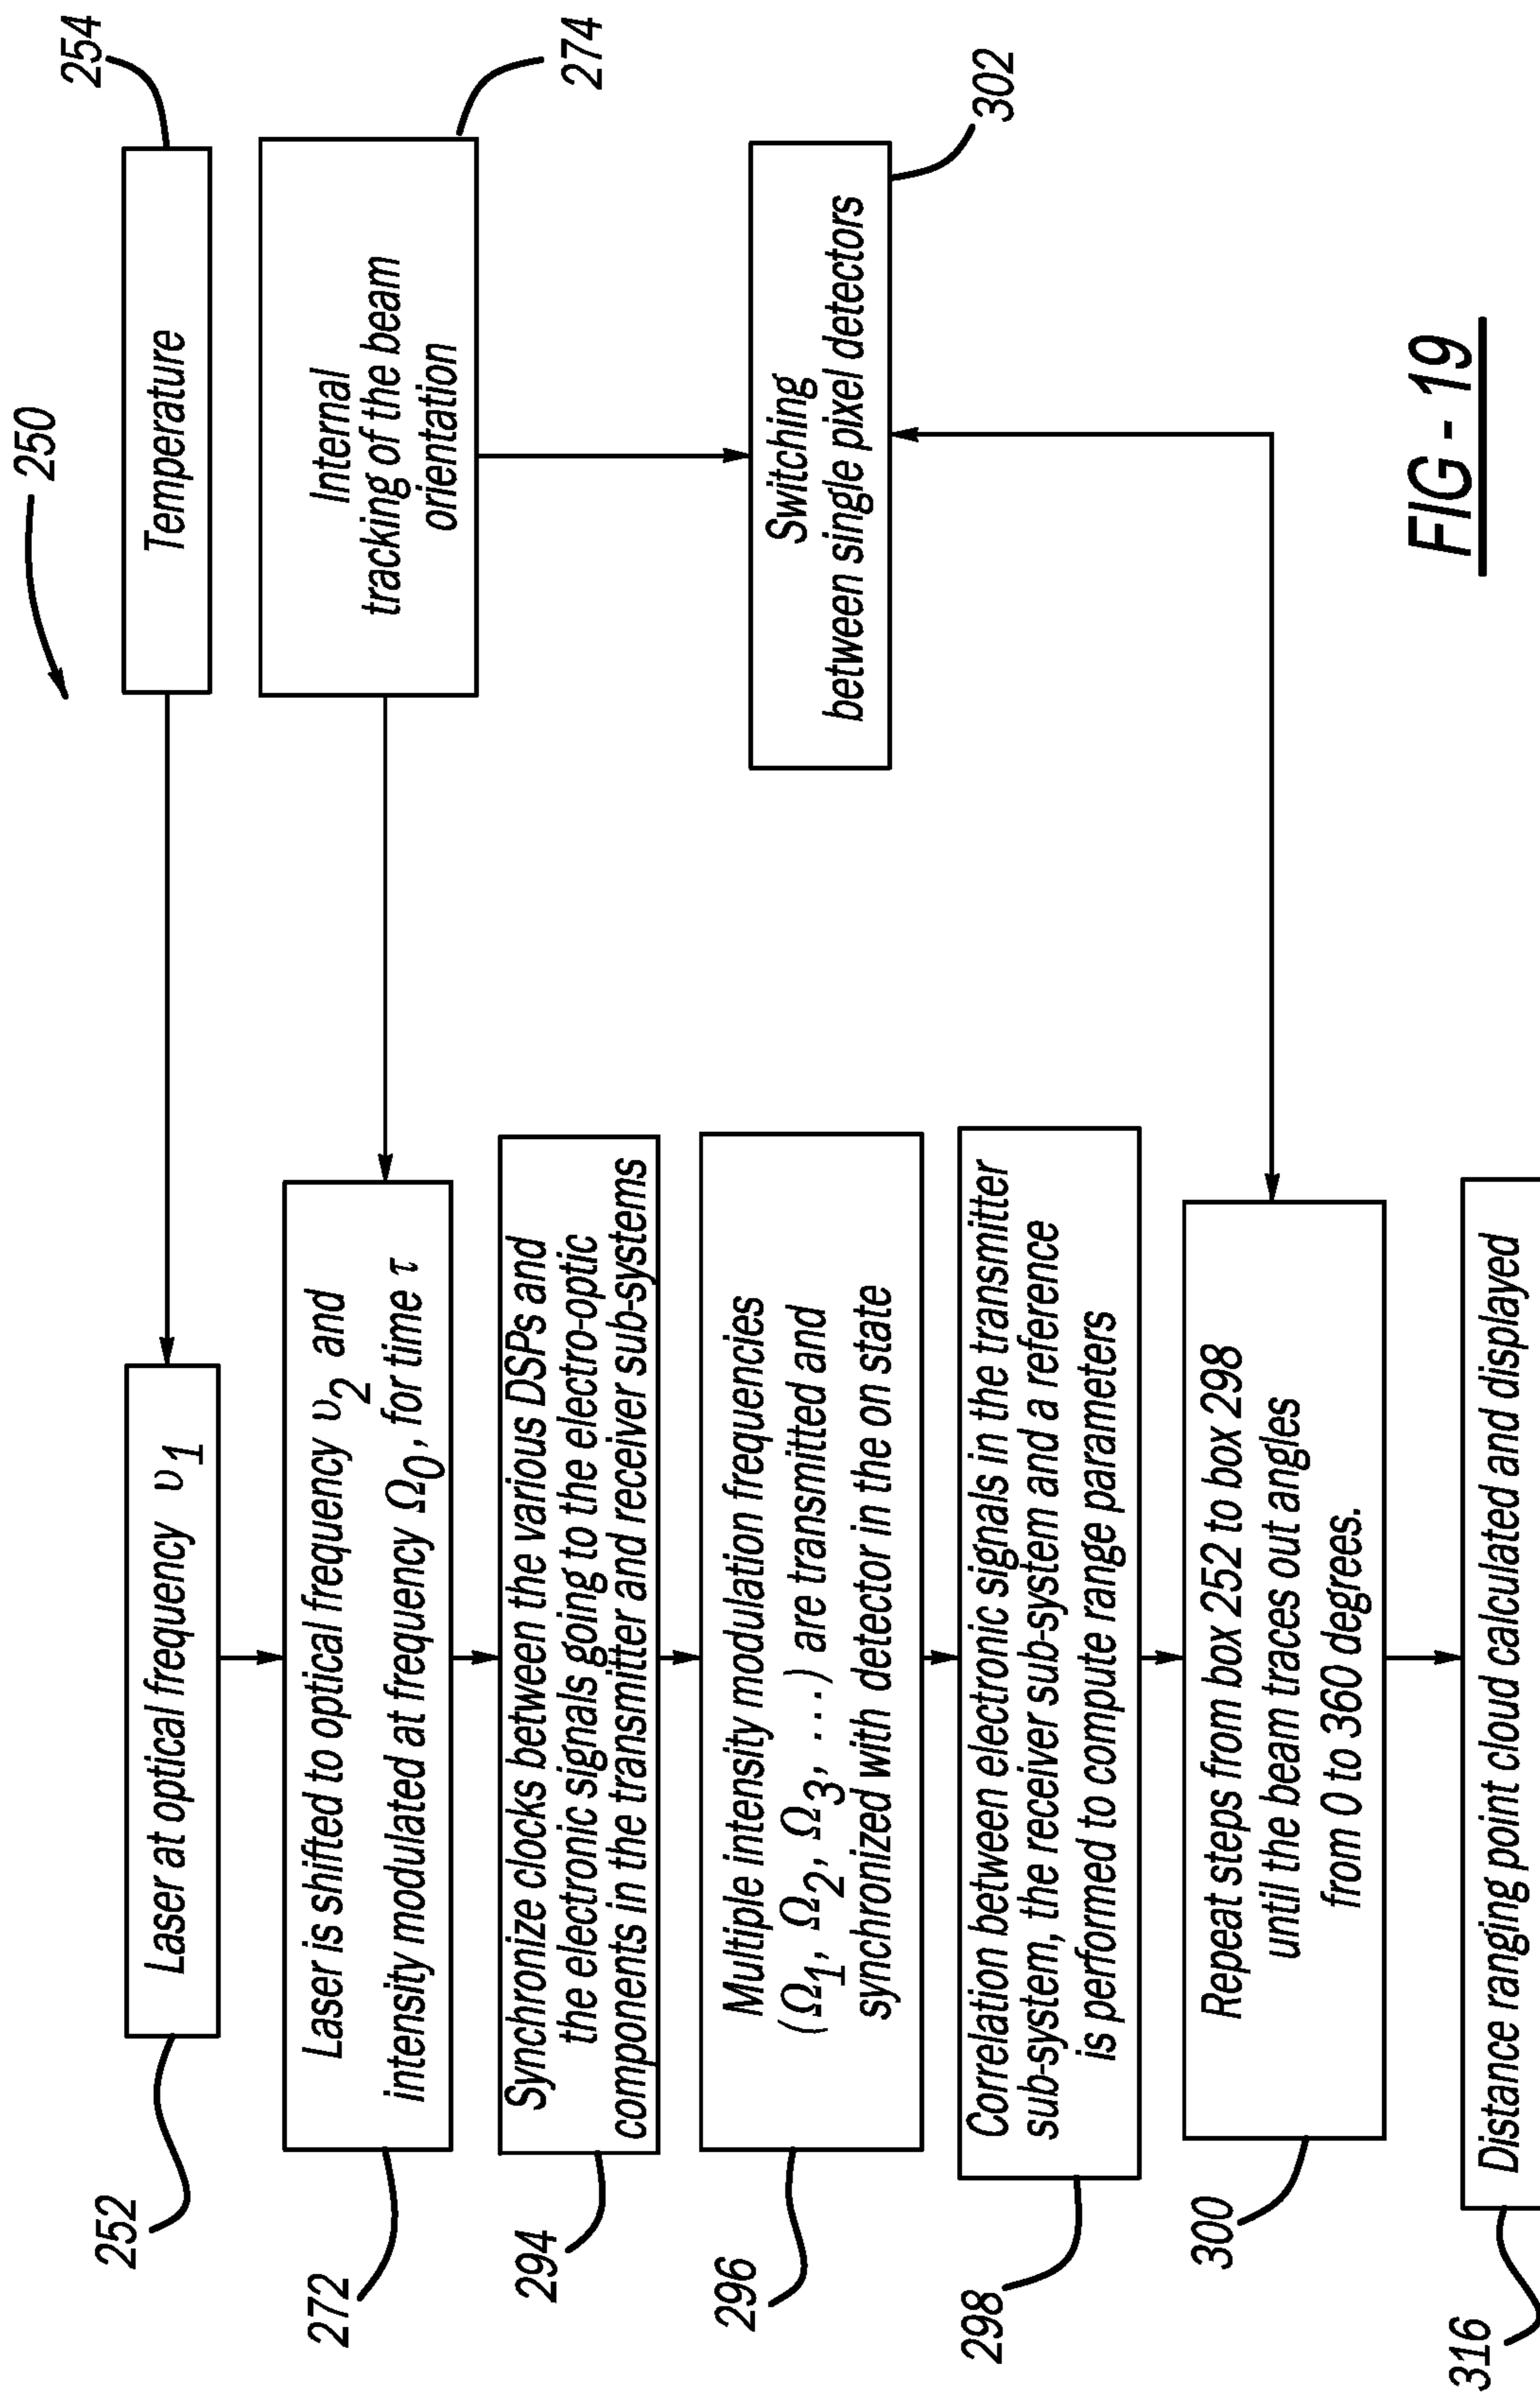 250
254
252
Laser at optical frequency υ1
Temperature
272
Laser is shifted to optical frequency υ2 and
intensity modulated at frequency Ω0, for time τ
Internal
tracking of the beam
orientation
274
294
Synchronize clocks between the various DSPs and
the electronic signals going to the electro-optic
components in the transmitter and receiver sub-systems
296
Multiple intensity modulation frequencies
(Ω1, Ω2, Ω3, ...) are transmitted and
synchronized with detector in the on state
Switching
between single pixel detectors
302
298
Correlation between electronic signals in the transmitter
sub-system, the receiver sub-system and a reference
is performed to compute range parameters
300
Repeat steps from box 252 to box 298
until the beam traces out angles
from 0 to 360 degrees.
316
Distance ranging point cloud calculated and displayed
FIG - 19